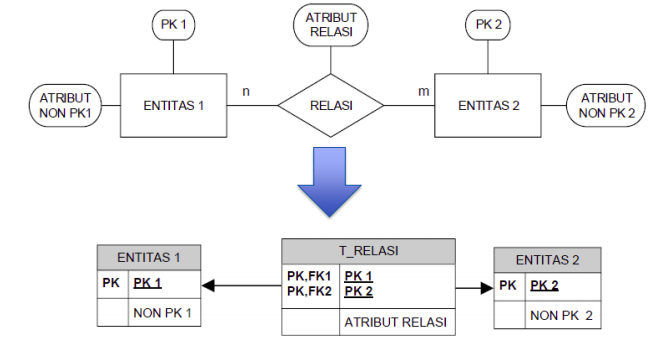 PK 1
ATRIBUT
RELASI
PK 2
ATRIBUT
NON PK1
ENTITAS 1
n
RELASI
m
ENTITAS 2
ATRIBUT
NON PK 2
ENTITAS 1
PK PK 1
NON PK 1
T_RELASI
PK,FK1 PK 1
PK,FK2 PK 2
ATRIBUT RELASI
ENTITAS 2
PK PK 2
NON PK 2